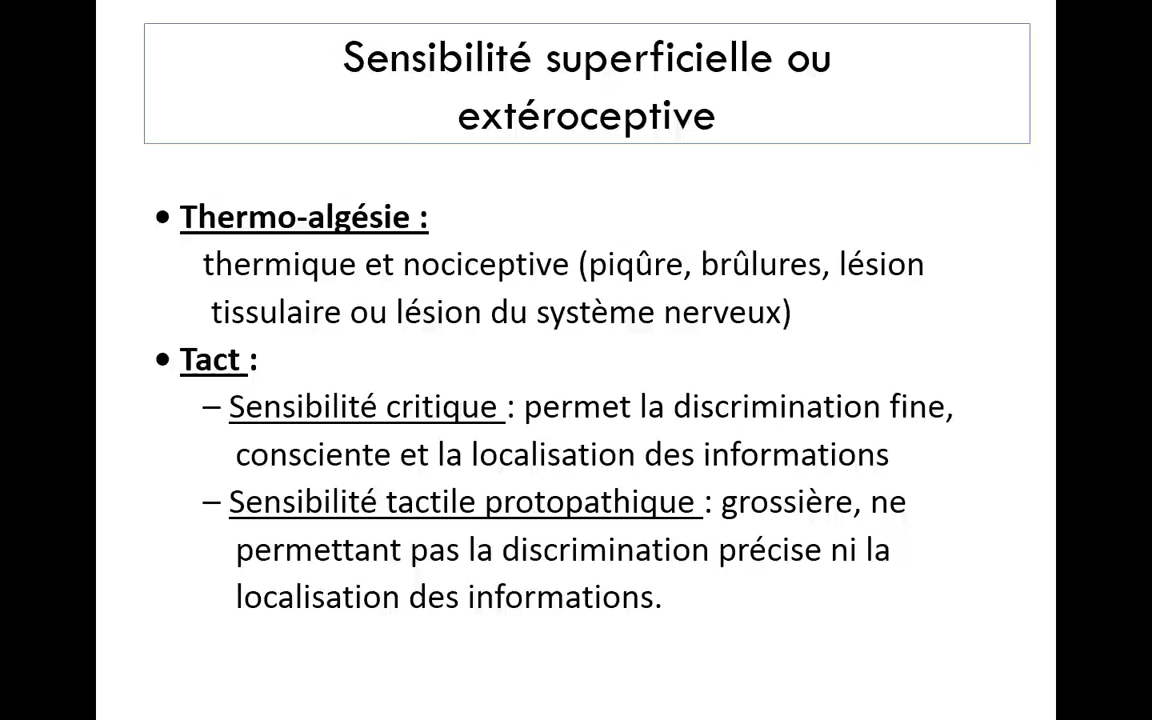 Sensibilité superficielle ou
extéroceptive
• Thermo-algésie :
thermique et nociceptive (piqûre, brûlures, lésion
tissulaire ou lésion du système nerveux)
• Tact :
– Sensibilité critique : permet la discrimination fine,
consciente et la localisation des informations
– Sensibilité tactile protopathique : grossière, ne
permettant pas la discrimination précise ni la
localisation des informations.